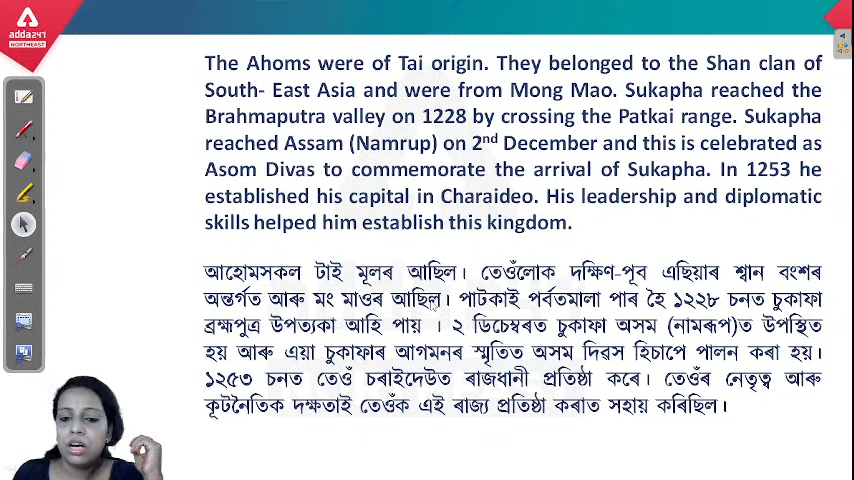 adda247
NORTHEAST
The Ahoms were of Tai origin. They belonged to the Shan clan of
South- East Asia and were from Mong Mao. Sukapha reached the
Brahmaputra valley on 1228 by crossing the Patkai range. Sukapha
reached Assam (Namrup) on 2nd December and this is celebrated as
Asom Divas to commemorate the arrival of Sukapha. In 1253 he
established his capital in Charaideo. His leadership and diplomatic
skills helped him establish this kingdom.
আহোমসকল টাই মূলৰ আছিল। তেওঁলোক দক্ষিণ-পূব এছিয়াৰ শ্বান বংশৰ
অন্তৰ্গত আৰু মং মাওৰ আছিল। পাটকাই পৰ্বতমালা পাৰ হৈ ১২২৮ চনত চুকাফা
ব্ৰহ্মপুত্ৰ উপত্যকা আহি পায় । ২ ডিচেম্বৰত চুকাফা অসম (নামৰূপ)ত উপস্থিত
হয় আৰু এয়া চুকাফাৰ আগমনৰ স্মৃতিত অসম দিৱস হিচাপে পালন কৰা হয়।
১২৫৩ চনত তেওঁ চৰাইদেউত ৰাজধানী প্ৰতিষ্ঠা কৰে। তেওঁৰ নেতৃত্ব আৰু
কূটনৈতিক দক্ষতাই তেওঁক এই ৰাজ্য প্ৰতিষ্ঠা কৰাত সহায় কৰিছিল।